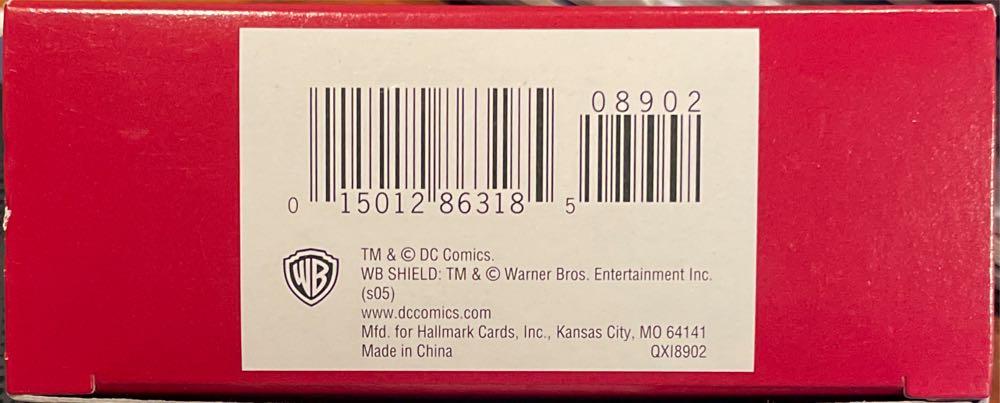 08902
0 15012 86318 5
WB
TM & © DC Comics.
WB SHIELD: TM & © Warner Bros. Entertainment Inc.
(s05)
www.dccomics.com
Mfd. for Hallmark Cards, Inc., Kansas City, MO 64141
Made in China QXI8902